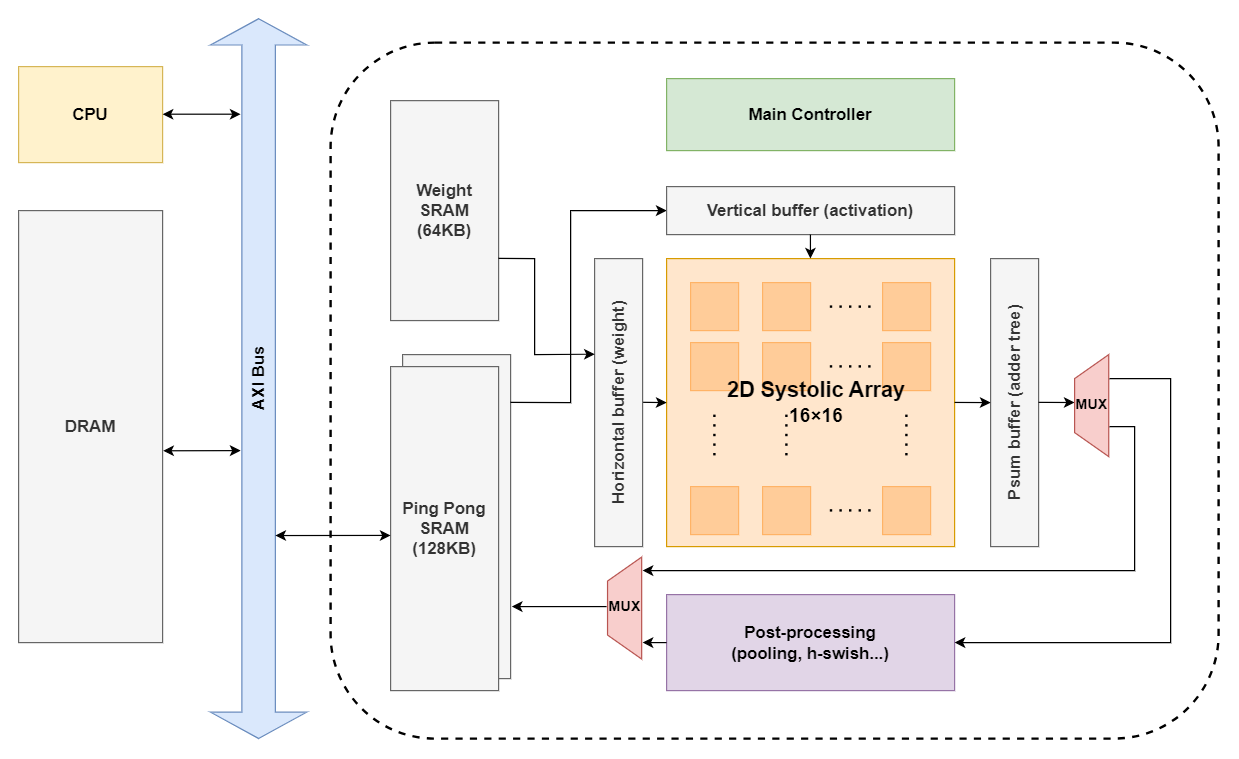 CPU
DRAM
AXI Bus
Weight
SRAM
(64KB)
Ping Pong
SRAM
(128KB)
Main Controller
Vertical buffer (activation)
Horizontal buffer (weight)
2D Systolic Array
16×16
Psum buffer (adder tree)
MUX
MUX
Post-processing
(pooling, h-swish...)